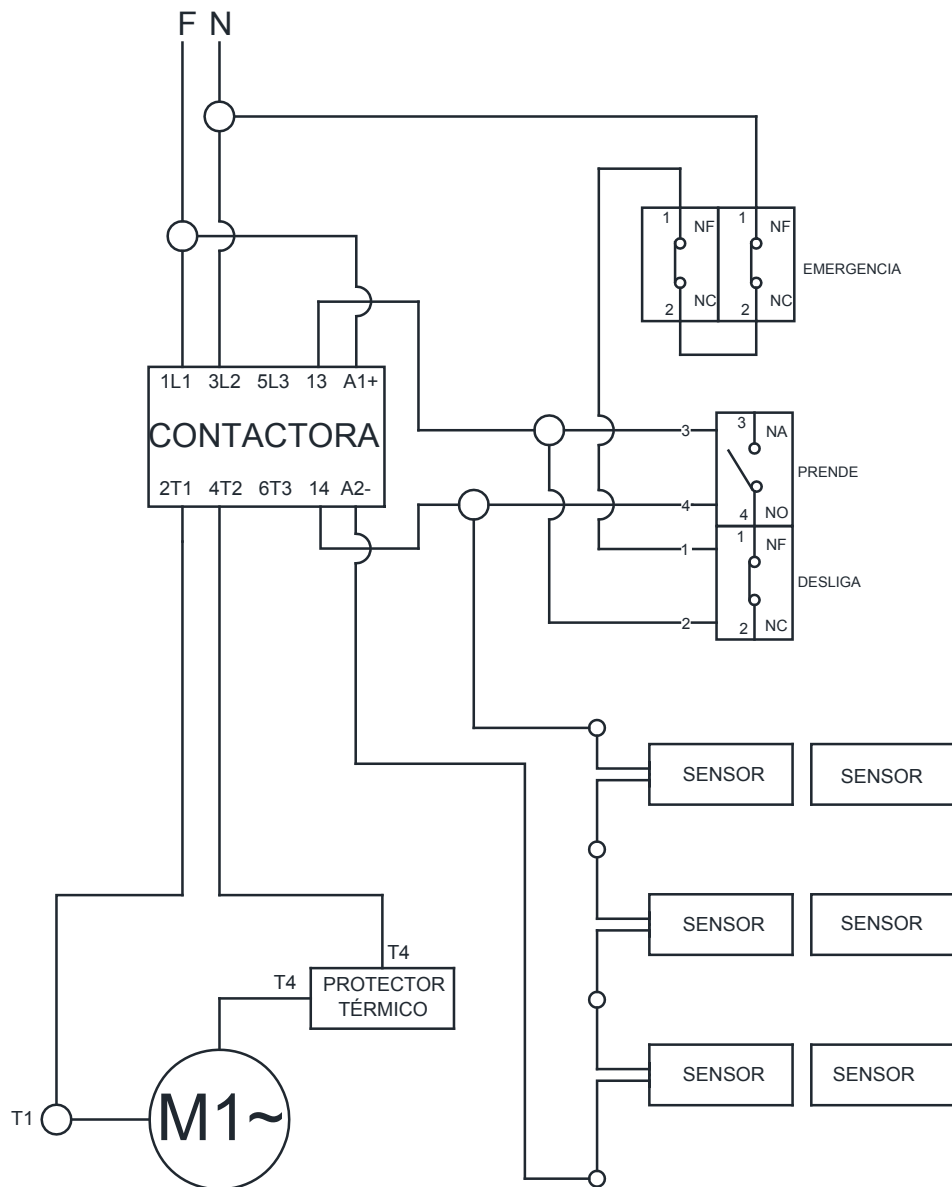 F N
1 1
NF NF
EMERGENCIA
NC NC
2 2
1L1 3L2 5L3 13 A1+
CONTACTORA
2T1 4T2 6T3 14 A2-
3
3
NA
PRENDE
4
4
NO
1
1
NF
DESLIGA
2
2
NC
SENSOR SENSOR
SENSOR SENSOR
SENSOR SENSOR
T4
T4
PROTECTOR
TÉRMICO
M1~
T1